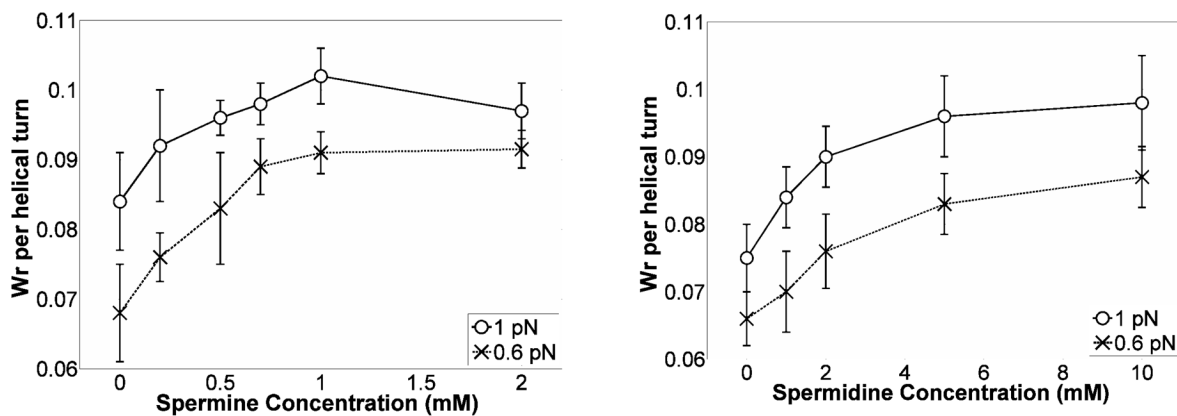 0.11
0.1
0.09
0.08
0.07
0.06
Wr per helical turn
0 0.5 1 1.5 2
Spermine Concentration (mM)
1 pN
0.6 pN
0.11
0.1
0.09
0.08
0.07
0.06
Wr per helical turn
0 2 4 6 8 10
Spermidine Concentration (mM)
1 pN
0.6 pN